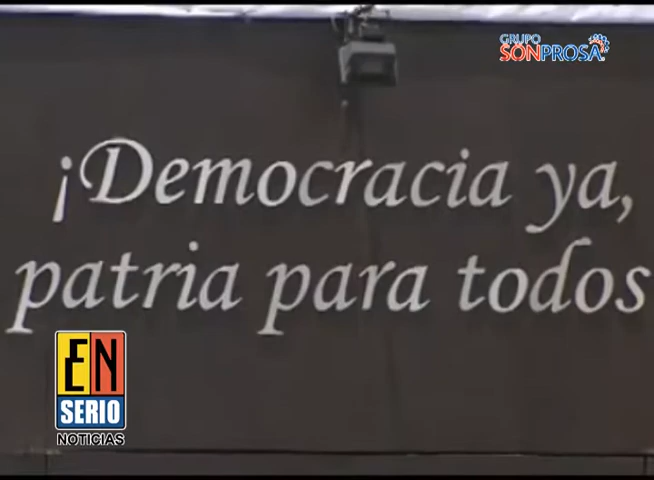 GRUPO
SONPROSA
¡Democracia ya,
patria para todos
EN
SERIO
NOTICIAS